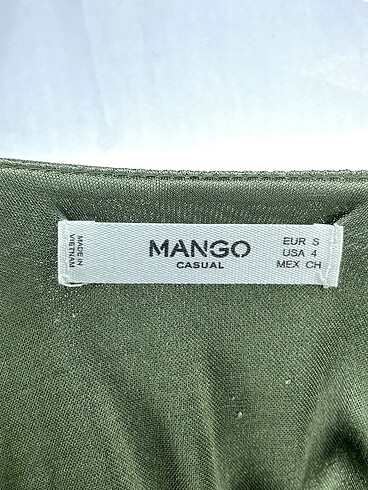 MADE IN
VIETNAM
MANGO
CASUAL
EUR S
USA 4
MEX CH